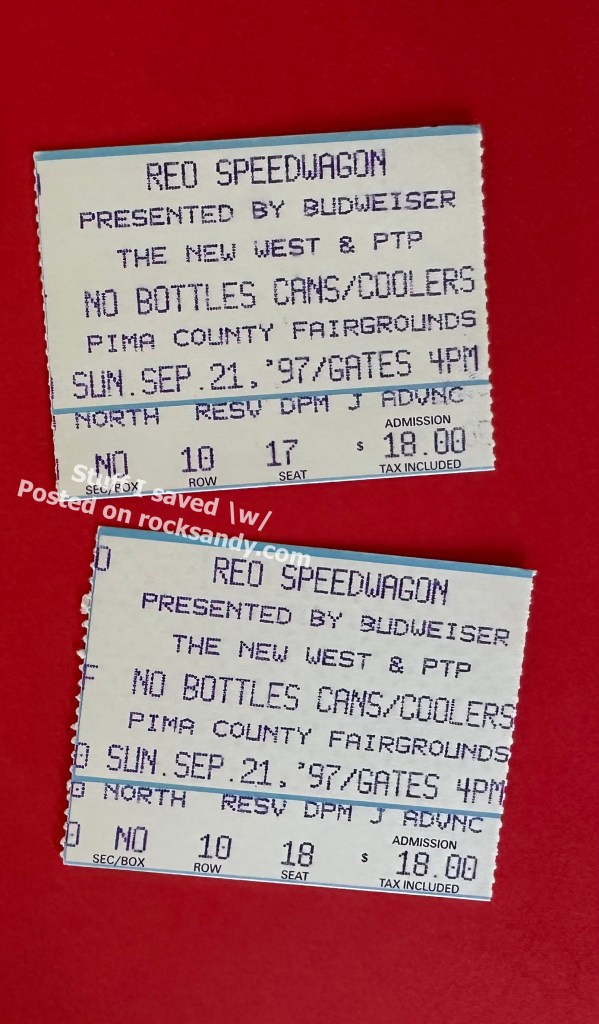 REO SPEEDWAGON
PRESENTED BY BUDWEISER
THE NEW WEST & PTP
NO BOTTLES CANS/COOLERS
PIMA COUNTY FAIRGROUNDS
SUN.SEP.21,'97/GATES 4PM
NORTH RESV DPM J ADVNC
ADMISSION
NO 10 17 $ 18.00
SEC/BOX ROW SEAT TAX INCLUDED
Stuff I saved \w/
Posted on rocksandy.com
REO SPEEDWAGON
PRESENTED BY BUDWEISER
THE NEW WEST & PTP
NO BOTTLES CANS/COOLERS
PIMA COUNTY FAIRGROUNDS
SUN.SEP.21,'97/GATES 4PM
NORTH RESV DPM J ADVNC
ADMISSION
NO 10 18 $ 18.00
SEC/BOX ROW SEAT TAX INCLUDED